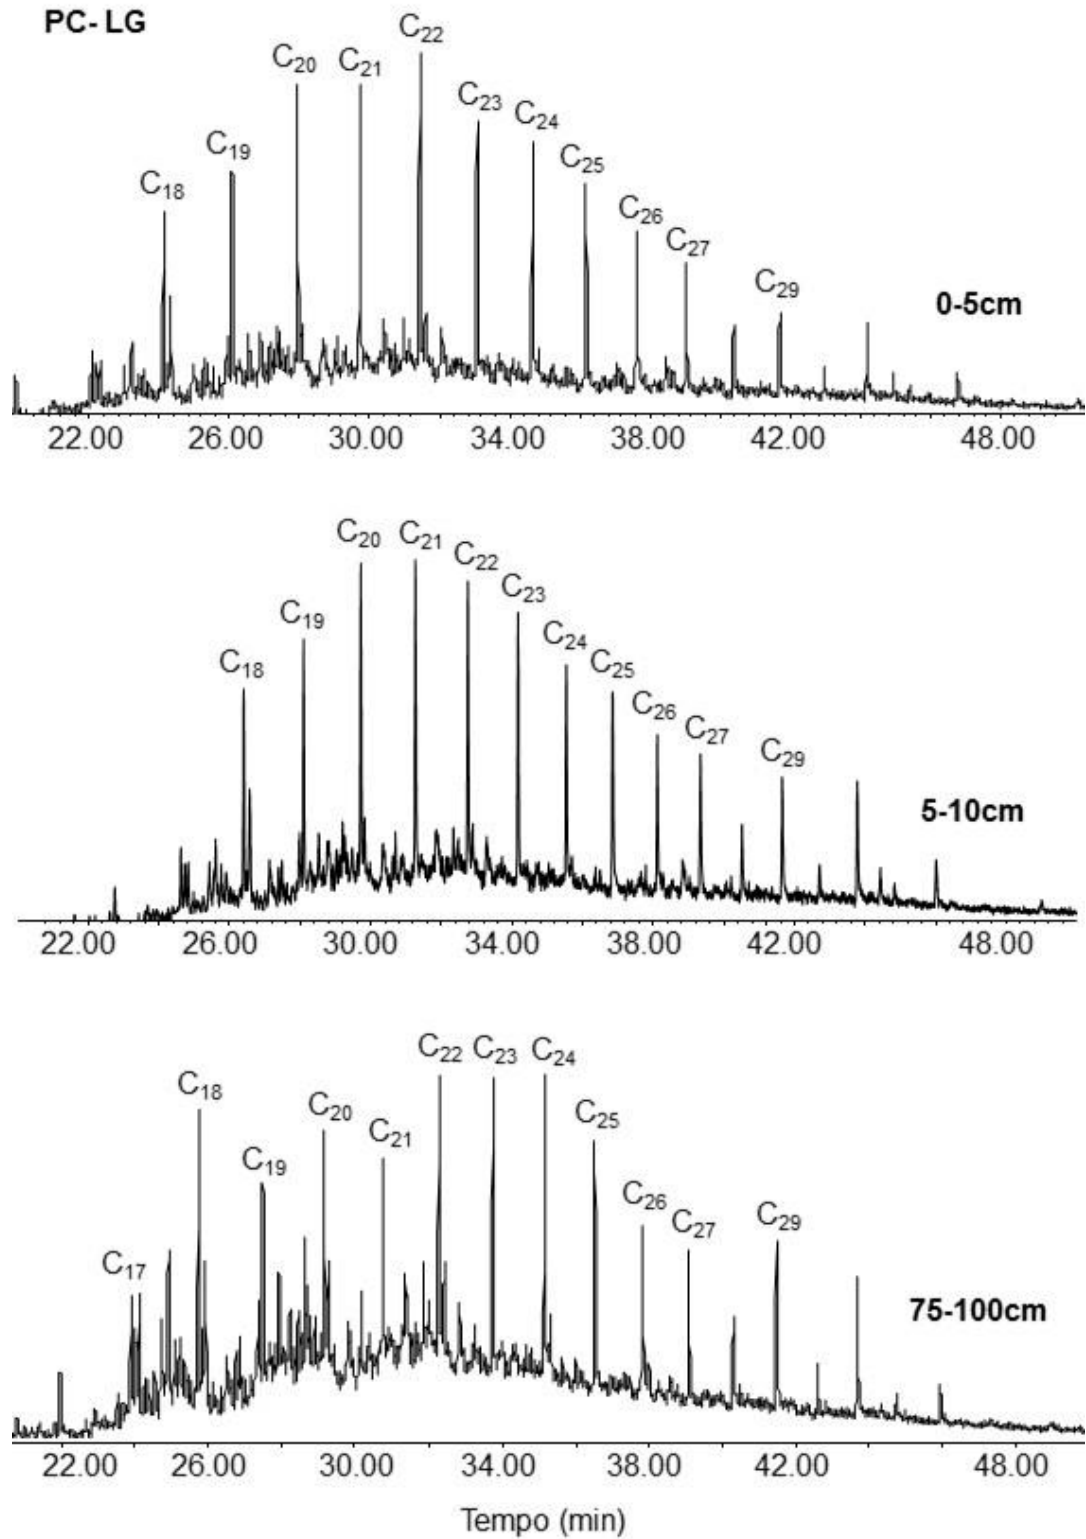 PC-LG
C22
C20 C21
C23
C24
C19
C25
C18
C26
C27
C29
0-5cm
22.00 26.00 30.00 34.00 38.00 42.00 48.00
C20 C21
C22
C23
C19
C24
C18
C25
C26
C27
C29
5-10cm
22.00 26.00 30.00 34.00 38.00 42.00 48.00
C22 C23 C24
C18
C20
C25
C21
C19
C26
C29
C27
C17
75-100cm
22.00 26.00 30.00 34.00 38.00 42.00 48.00
Tempo (min)